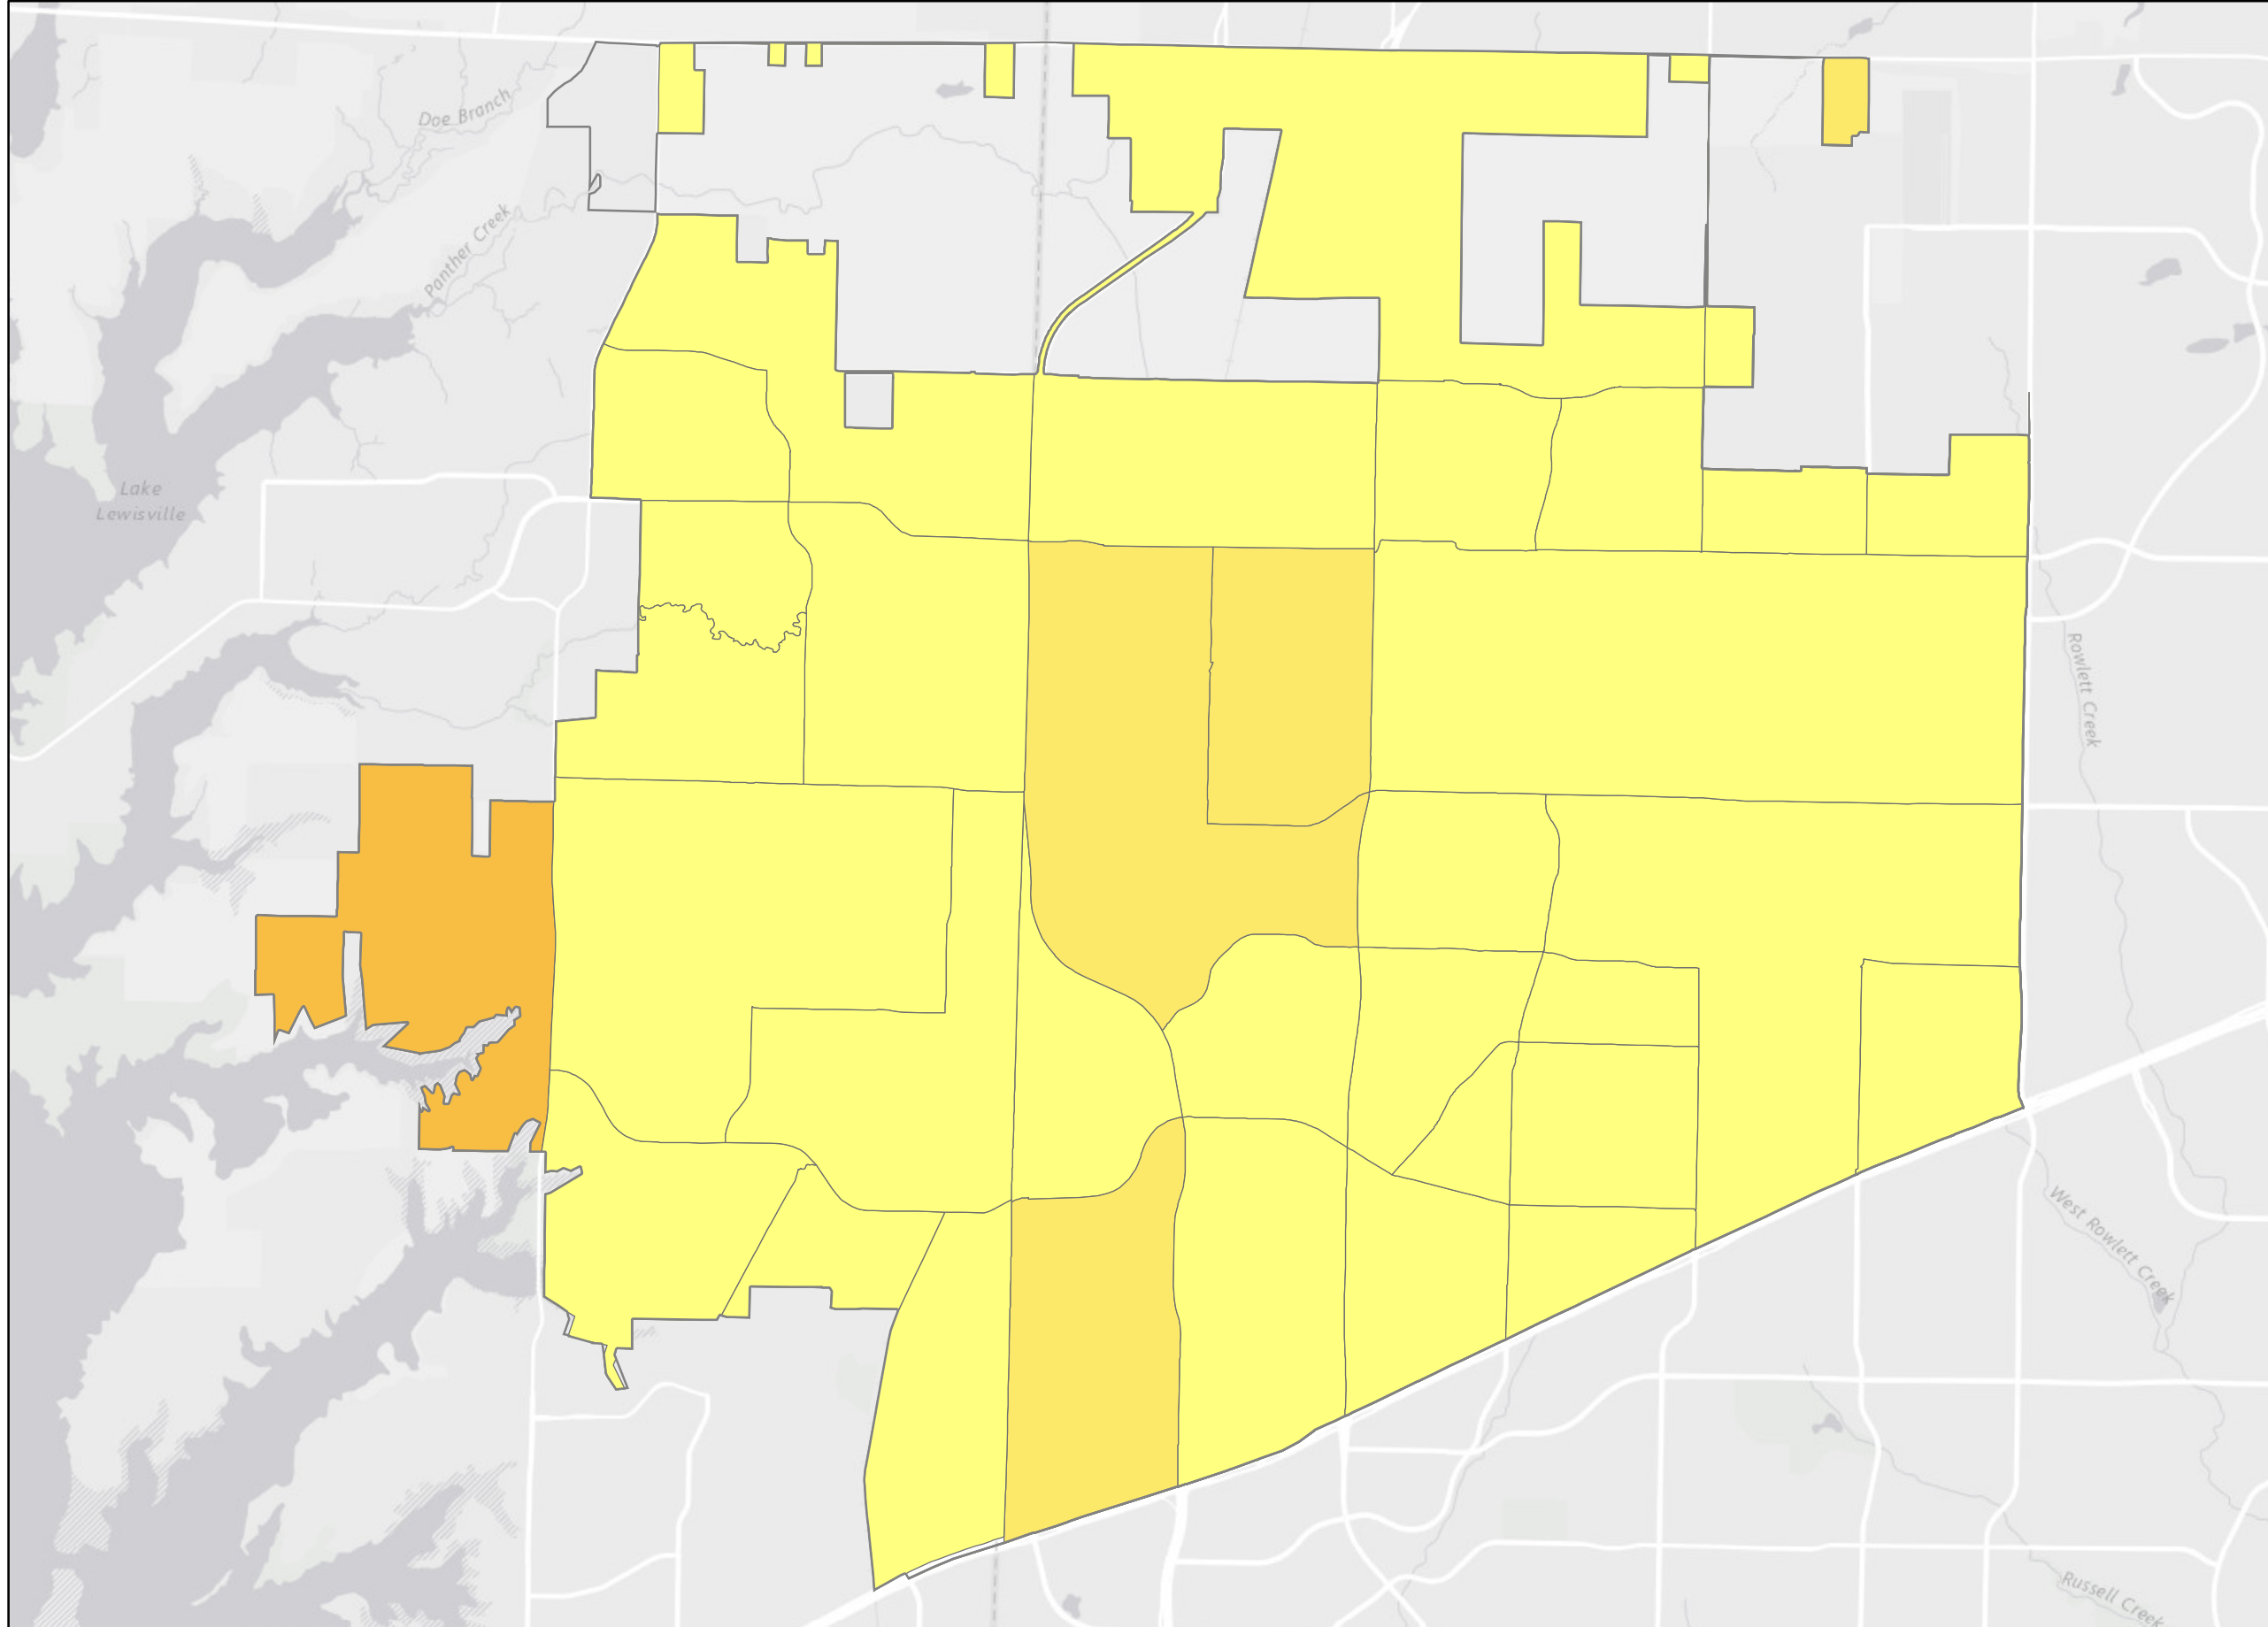 Doe Branch
Panther Creek
Lake
Lewisville
Rowlett Creek
West Rowlett Creek
Russell Creek